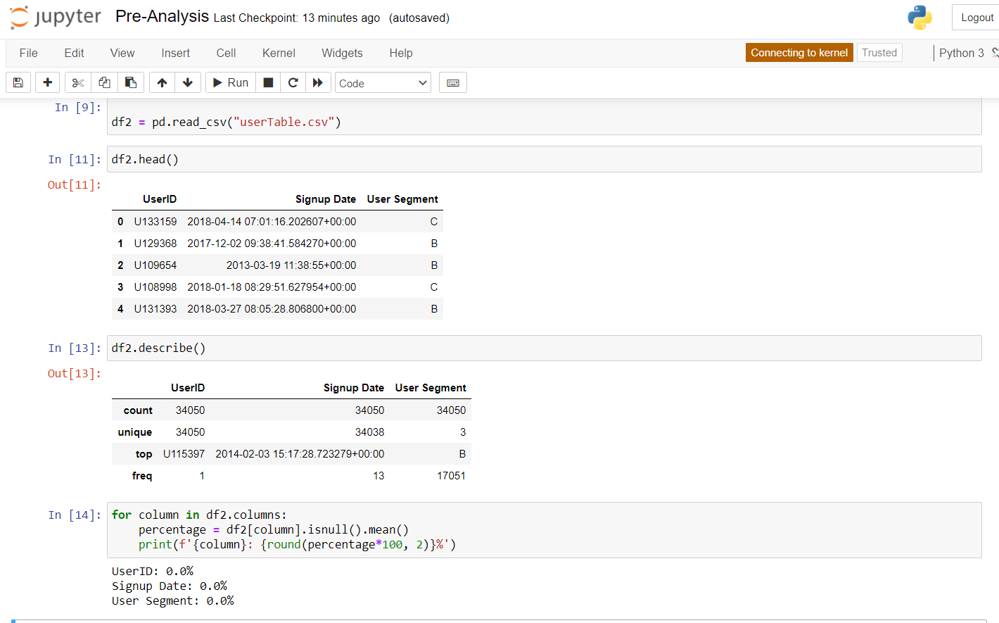 jupyter Pre-Analysis Last Checkpoint: 13 minutes ago (autosaved) Logout
File Edit View Insert Cell Kernel Widgets Help Connecting to kernel Trusted Python 3
Run Code
In [9]:
df2 = pd.read_csv("userTable.csv")
In [11]: df2.head()
Out[11]:
UserID Signup Date User Segment
0 U133159 2018-04-14 07:01:16.202607+00:00 C
1 U129368 2017-12-02 09:38:41.584270+00:00 B
2 U109654 2013-03-19 11:38:55+00:00 B
3 U108998 2018-01-18 08:29:51.627954+00:00 C
4 U131393 2018-03-27 08:05:28.806800+00:00 B
In [13]: df2.describe()
Out[13]:
UserID Signup Date User Segment
count 34050 34050 34050
unique 34050 34038 3
top U115397 2014-02-03 15:17:28.723279+00:00 B
freq 1 13 17051
In [14]: for column in df2.columns:
percentage = df2[column].isnull().mean()
print(f'{column}: {round(percentage*100, 2)}%')
UserID: 0.0%
Signup Date: 0.0%
User Segment: 0.0%